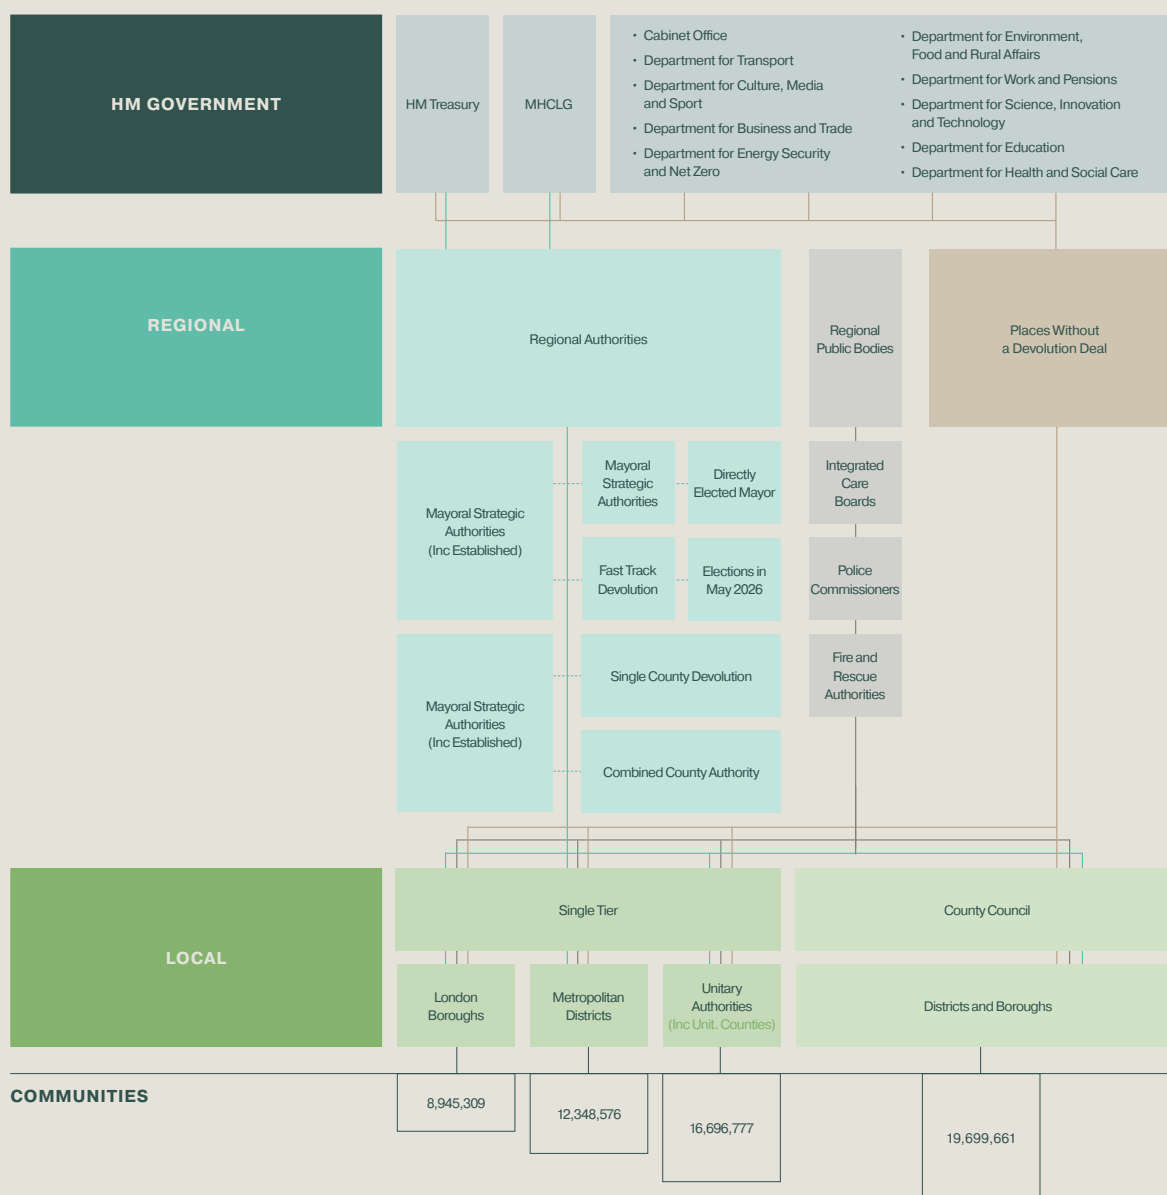 HM GOVERNMENT
HM Treasury
MHCLG
• Cabinet Office
• Department for Transport
• Department for Culture, Media
and Sport
• Department for Business and Trade
• Department for Energy Security
and Net Zero
• Department for Environment,
Food and Rural Affairs
• Department for Work and Pensions
• Department for Science, Innovation
and Technology
• Department for Education
• Department for Health and Social Care
REGIONAL
Regional Authorities
Regional
Public Bodies
Places Without
a Devolution Deal
Mayoral Strategic
Authorities
(Inc Established)
Mayoral
Strategic
Authorities
Directly
Elected Mayor
Integrated
Care
Boards
Fast Track
Devolution
Elections in
May 2026
Police
Commissioners
Mayoral Strategic
Authorities
(Inc Established)
Single County Devolution
Fire and
Rescue
Authorities
Combined County Authority
LOCAL
Single Tier
County Council
London
Boroughs
Metropolitan
Districts
Unitary
Authorities
(Inc Unit. Counties)
Districts and Boroughs
COMMUNITIES
8,945,309
12,348,576
16,696,777
19,699,661